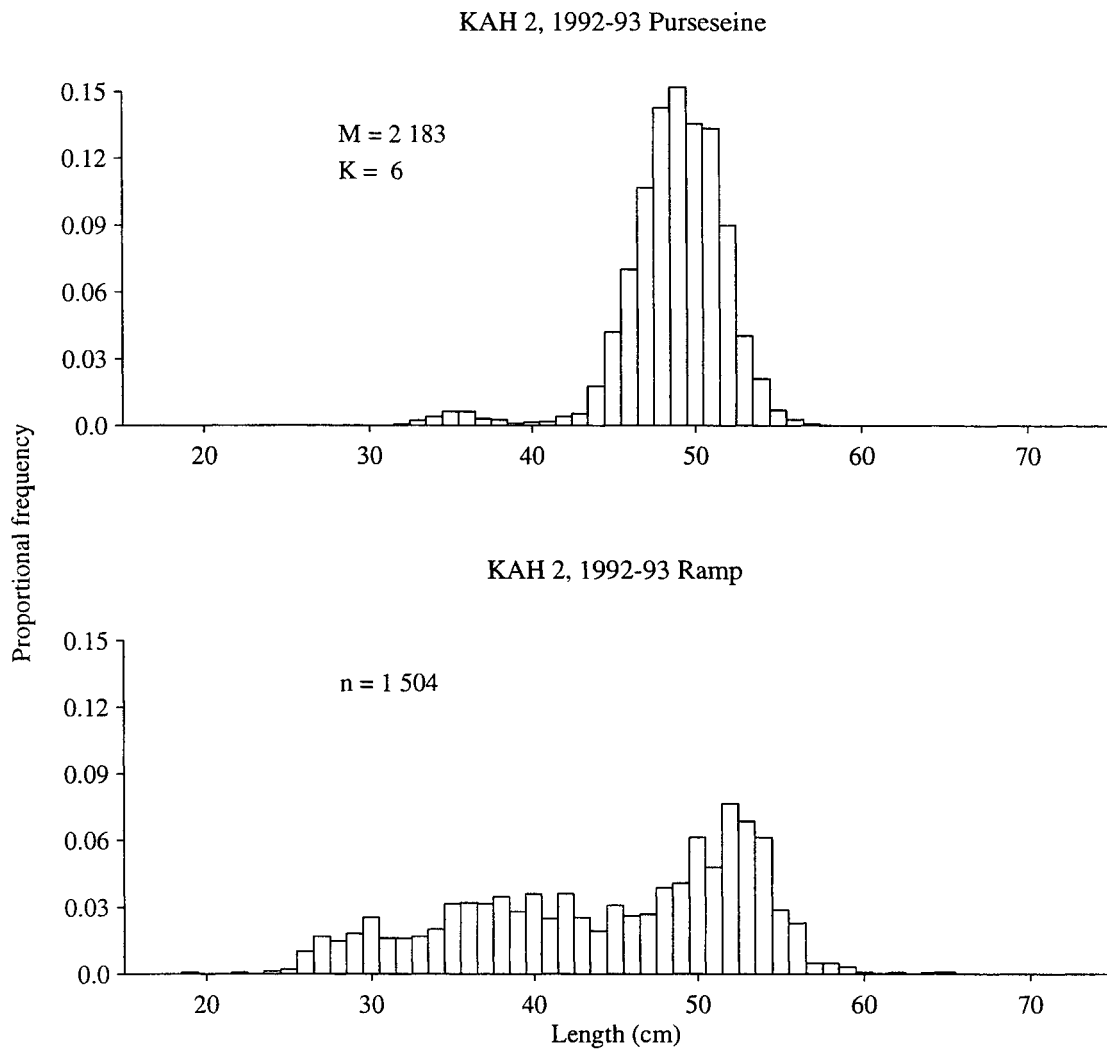 KAH 2, 1992-93 Purseseine
0.15
0.12
0.09
0.06
0.03
0.0
M = 2 183
K = 6
20 30 40 50 60 70
Proportional frequency
KAH 2, 1992-93 Ramp
0.15
0.12
0.09
0.06
0.03
0.0
n = 1 504
20 30 40 50 60 70
Length (cm)